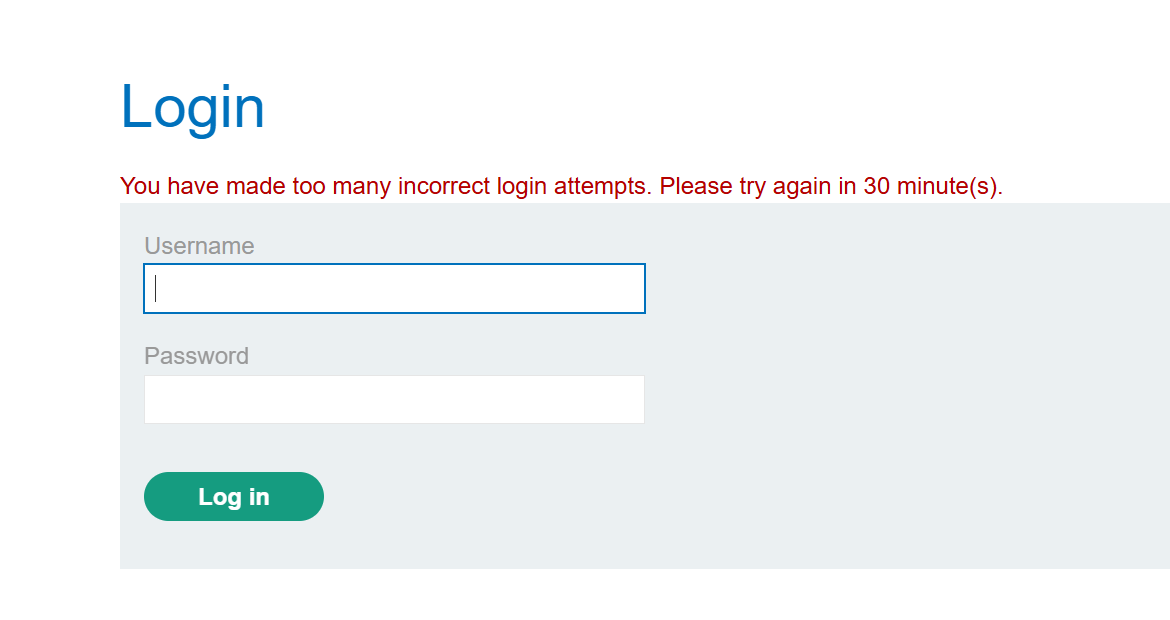 Login
You have made too many incorrect login attempts. Please try again in 30 minute(s).
Username
Password
Log in